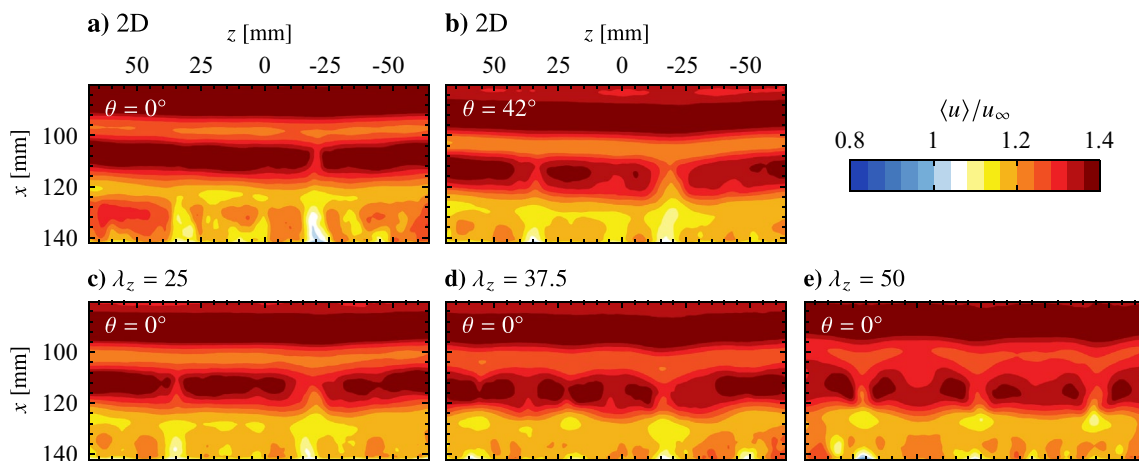 a) 2D
z [mm]
50 25 0 -25 -50
b) 2D
z [mm]
50 25 0 -25 -50
x [mm]
100
120
140
θ = 0°
θ = 42°
⟨u⟩/u∞
0.8 1 1.2 1.4
c) λz = 25
d) λz = 37.5
e) λz = 50
x [mm]
100
120
140
θ = 0°
θ = 0°
θ = 0°